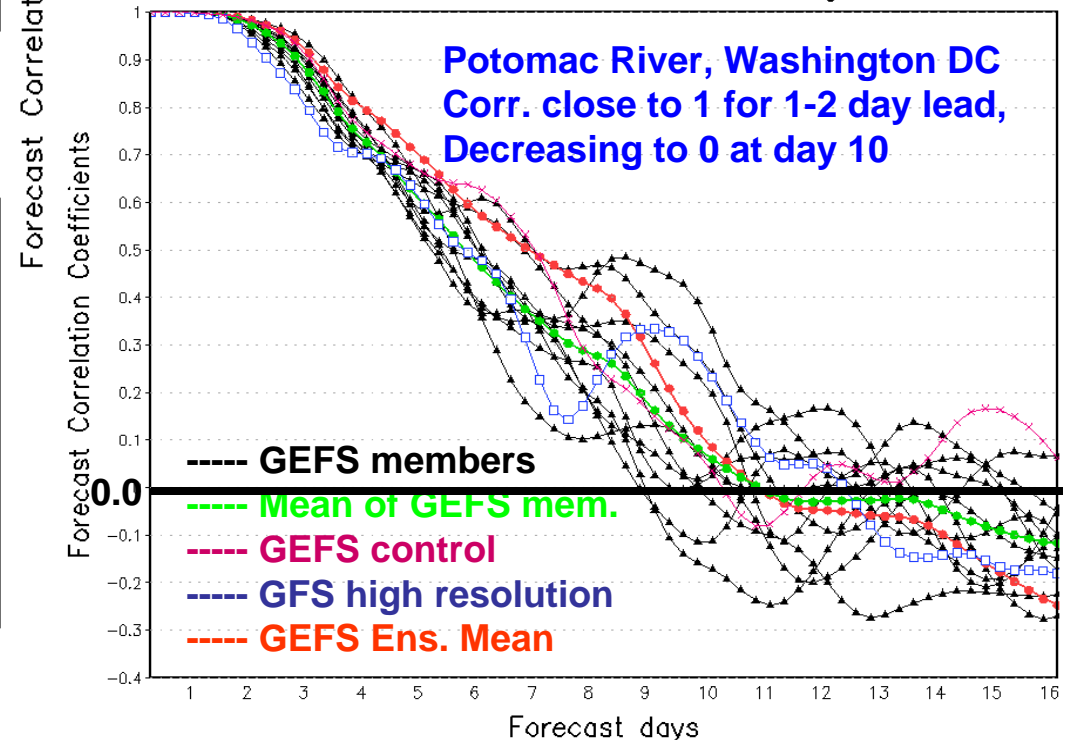 Forecast Correlat
Forecast Correlation Coefficients
Potomac River, Washington DC
Corr. close to 1 for 1-2 day lead,
Decreasing to 0 at day 10
1
0.9
0.8
0.7
0.6
0.5
0.4
0.3
0.2
0.1
0.0
-0.1
-0.2
-0.3
-0.4
----- GEFS members
----- Mean of GEFS mem.
----- GEFS control
----- GFS high resolution
----- GEFS Ens. Mean
1 2 3 4 5 6 7 8 9 10 11 12 13 14 15 16
Forecast days